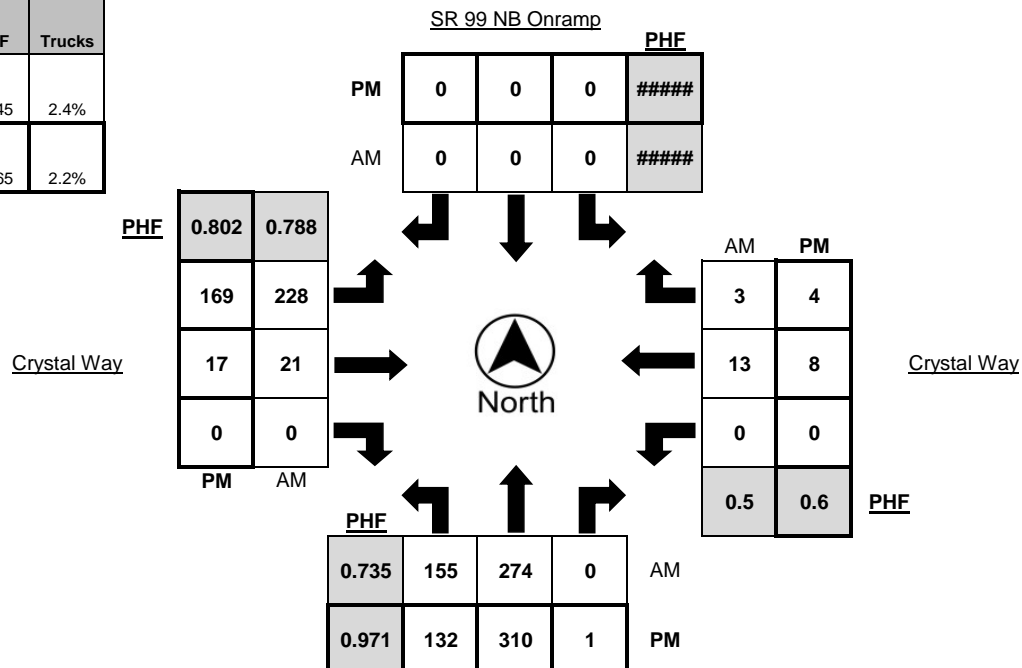 SR 99 NB Onramp
PHF
F Trucks
PM 0 0 0 #####
45 2.4%
AM 0 0 0 #####
65 2.2%
PHF 0.802 0.788
AM PM
169 228
3 4
Crystal Way 17 21
13 8 Crystal Way
North
0 0
0 0
PM AM
0.5 0.6 PHF
PHF
0.735 155 274 0 AM
0.971 132 310 1 PM